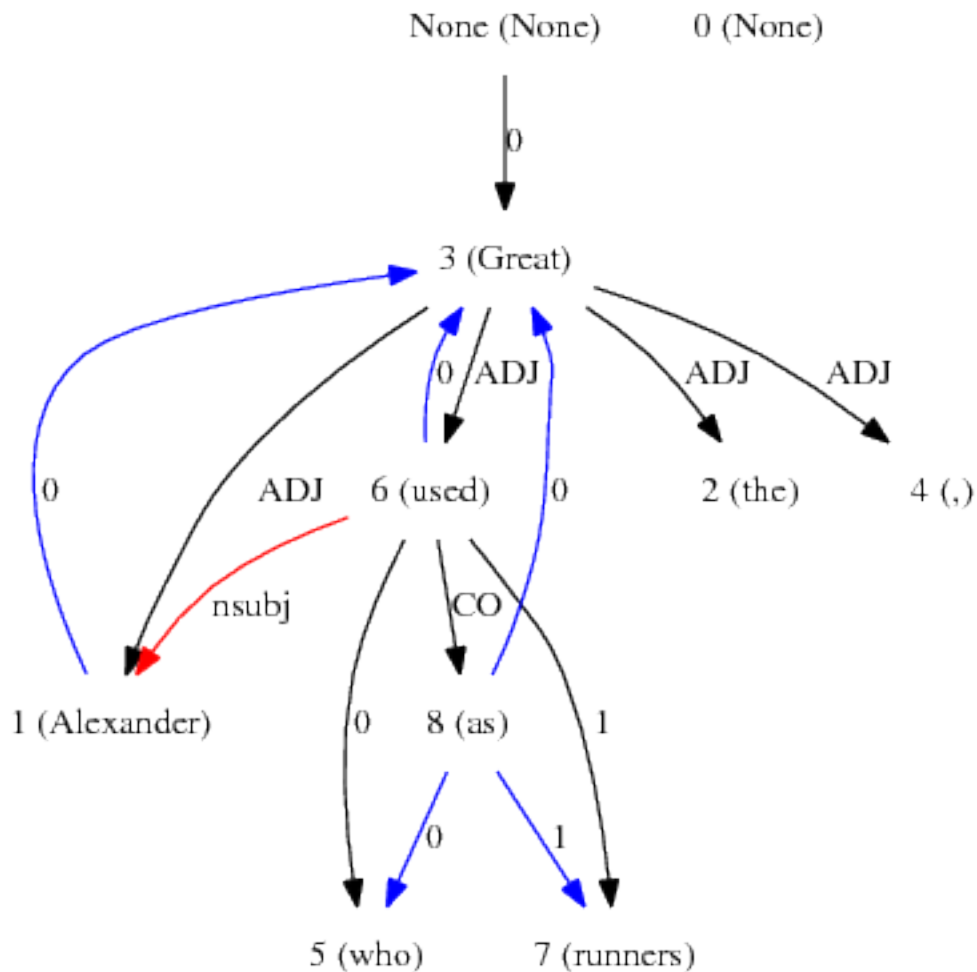 None (None) 0 (None)
0
3 (Great)
0 ADJ ADJ ADJ
0 ADJ 6 (used) 0 2 (the) 4 (,)
nsubj CO
1 (Alexander) 0 8 (as) 1
0 1
5 (who) 7 (runners)